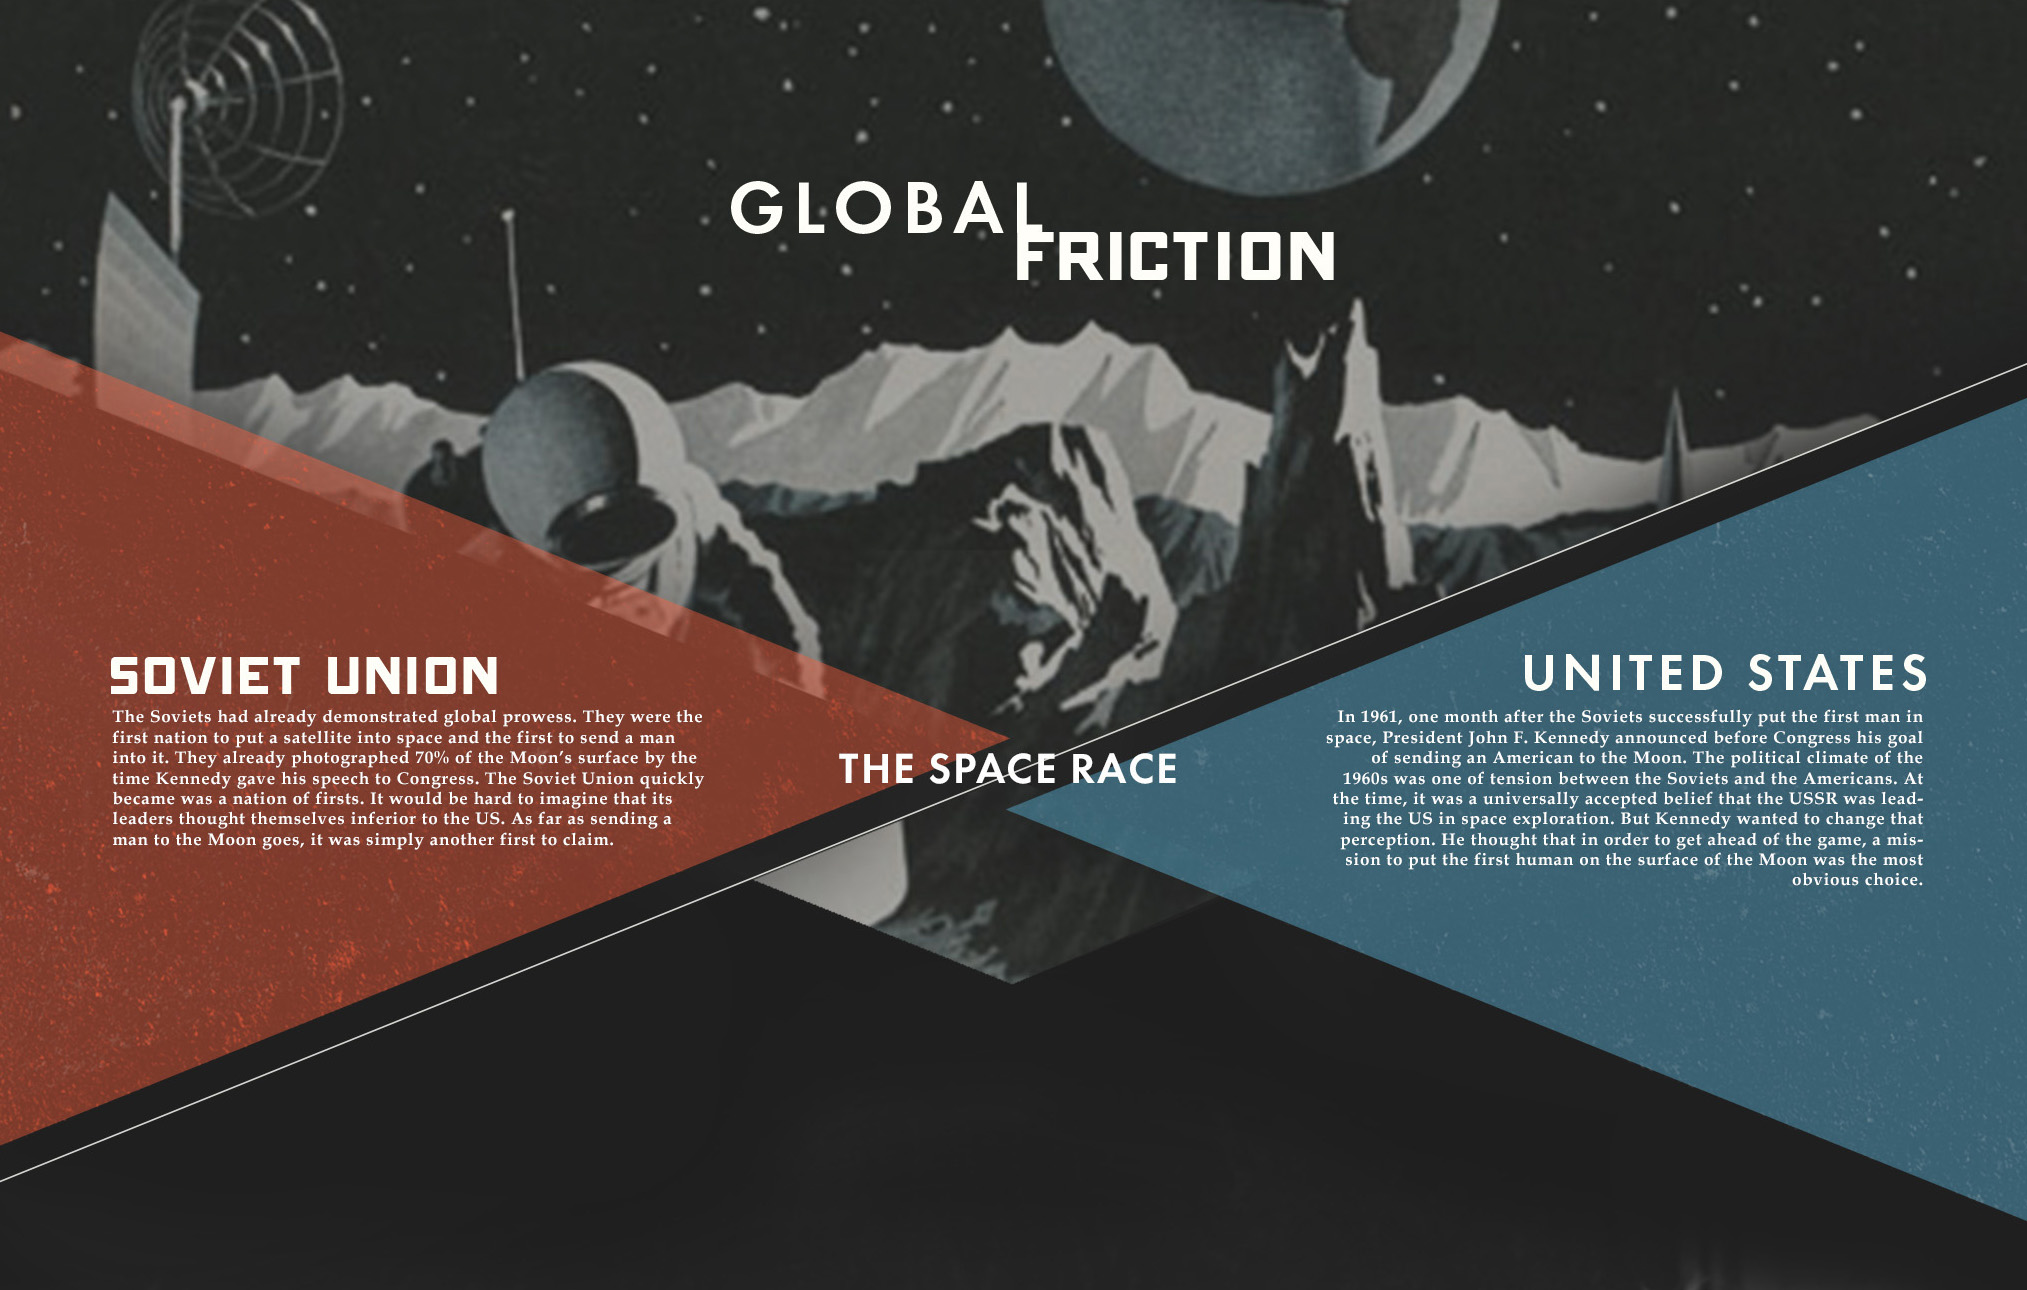 GLOBAL
FRICTION
SOVIET UNION
The Soviets had already demonstrated global prowess. They were the
first nation to put a satellite into space and the first to send a man
into it. They already photographed 70% of the Moon's surface by the
time Kennedy gave his speech to Congress. The Soviet Union quickly
became was a nation of firsts. It would be hard to imagine that its
leaders thought themselves inferior to the US. As far as sending a
man to the Moon goes, it was simply another first to claim.
THE SPACE RACE
UNITED STATES
In 1961, one month after the Soviets successfully put the first man in
space, President John F. Kennedy announced before Congress his goal
of sending an American to the Moon. The political climate of the
1960s was one of tension between the Soviets and the Americans. At
the time, it was a universally accepted belief that the USSR was lead-
ing the US in space exploration. But Kennedy wanted to change that
perception. He thought that in order to get ahead of the game, a mis-
sion to put the first human on the surface of the Moon was the most
obvious choice.